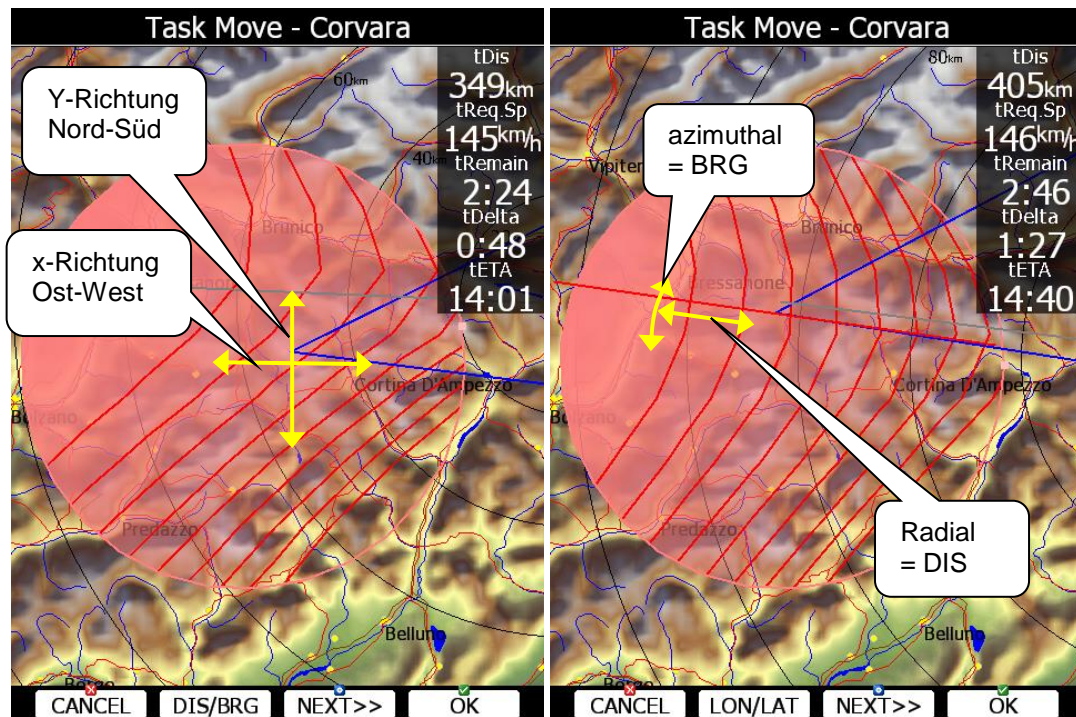 Task Move - Corvara
60km
40km
Y-Richtung
Nord-Süd
x-Richtung
Ost-West
tDis
349km
tReq.Sp
145km/h
tRemain
2:24
tDelta
0:48
tETA
14:01
Brunico
Cortina D'Ampezzo
Predazzo
Belluno
CANCEL
DIS/BRG
NEXT>>
OK
Task Move - Corvara
80km
azimuthal
= BRG
tDis
405km
tReq.Sp
146km/h
tRemain
2:46
tDelta
1:27
tETA
14:40
Brunico
Bressanone
Cortina D'Ampezzo
Radial
= DIS
Predazzo
Belluno
CANCEL
LON/LAT
NEXT>>
OK